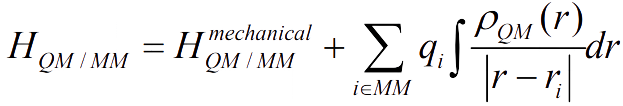 H_{QM/MM} = H_{QM/MM}^{mechanical} + \sum_{i \in MM} q_i \int \frac{\rho_{QM}(r)}{|r - r_i|} dr